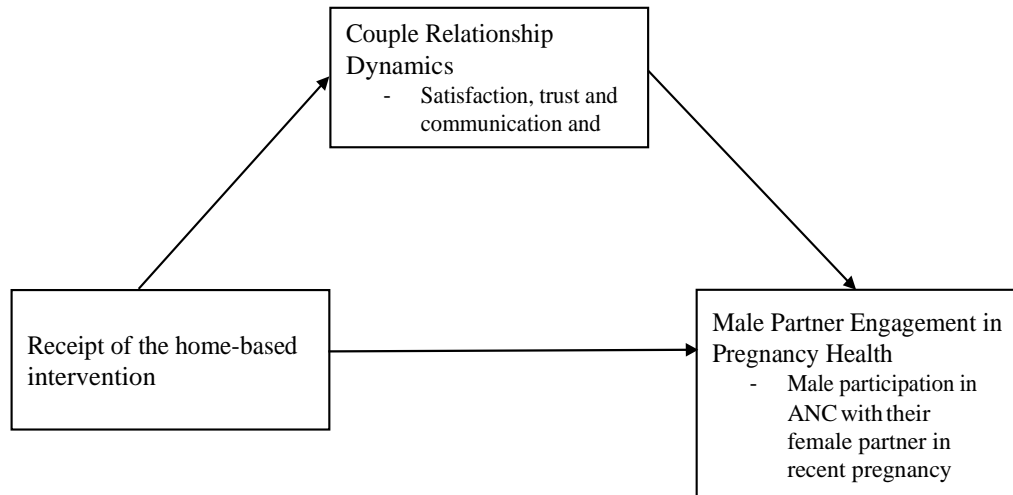 Couple Relationship
Dynamics
- Satisfaction, trust and
communication and
Receipt of the home-based
intervention
Male Partner Engagement in
Pregnancy Health
- Male participation in
ANC with their
female partner in
recent pregnancy